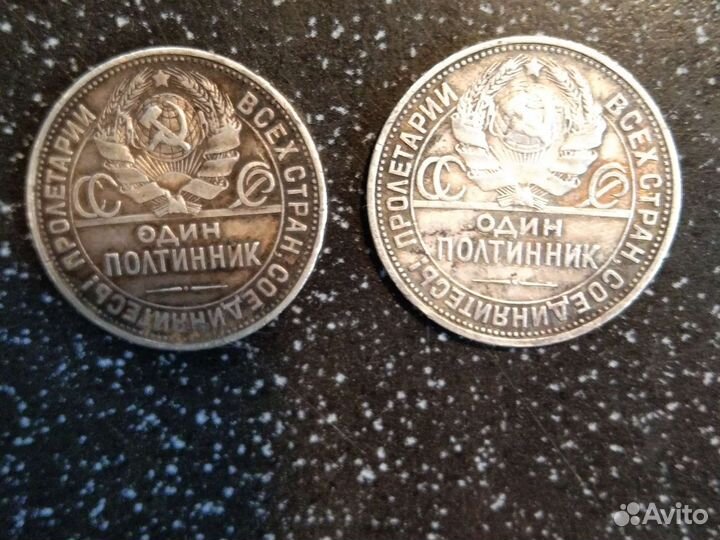 ПРОЛЕТАРИИ ВСЕХ СТРАН, СОЕДИНЯЙТЕСЬ!
СС СР
ОДИН
ПОЛТИННИК
ПРОЛЕТАРИИ ВСЕХ СТРАН, СОЕДИНЯЙТЕСЬ!
СС СР
ОДИН
ПОЛТИННИК
Avito